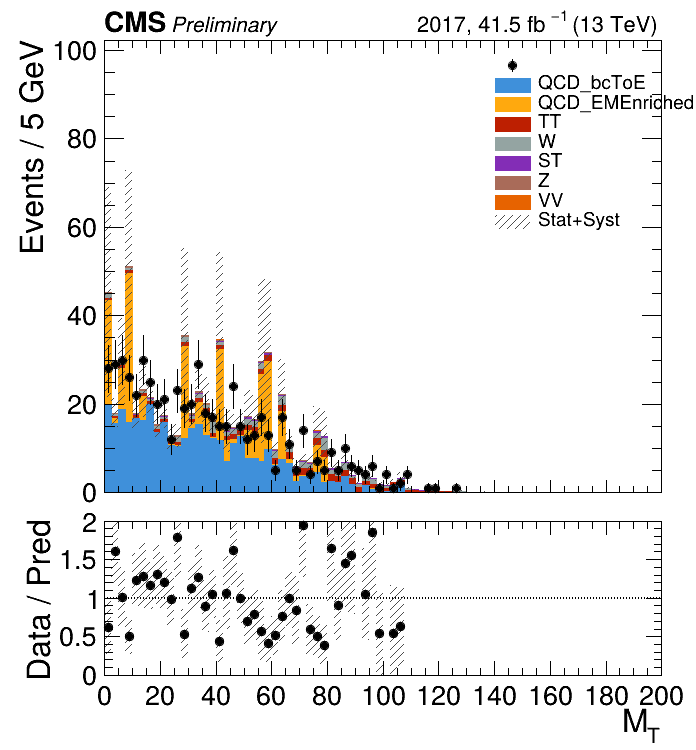 CMS Preliminary
2017, 41.5 fb⁻¹ (13 TeV)
Events / 5 GeV
100
80
60
40
20
0
QCD_bcToE
QCD_EMEnriched
TT
W
ST
Z
VV
Stat+Syst
Data / Pred
2
1.5
1
0.5
0
0 20 40 60 80 100 120 140 160 180 200
M_T